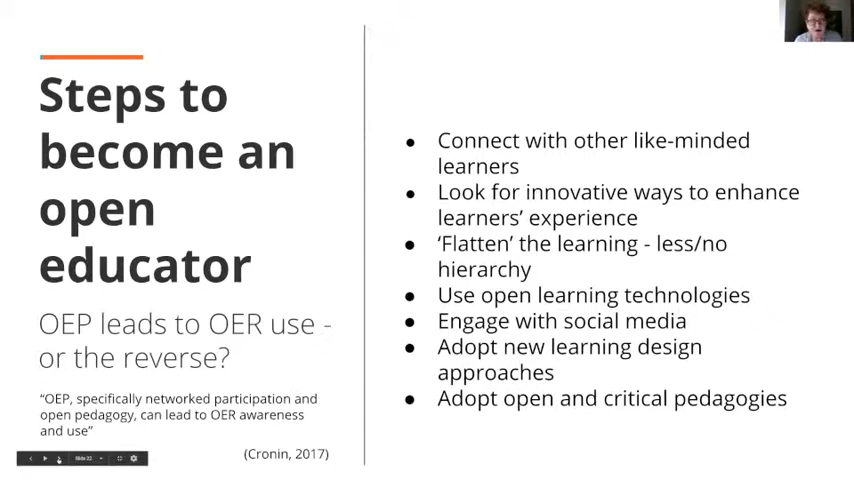 Steps to
become an
open
educator
OEP leads to OER use -
or the reverse?
“OEP, specifically networked participation and
open pedagogy, can lead to OER awareness
and use”
(Cronin, 2017)
● Connect with other like-minded
learners
● Look for innovative ways to enhance
learners’ experience
● ‘Flatten’ the learning - less/no
hierarchy
● Use open learning technologies
● Engage with social media
● Adopt new learning design
approaches
● Adopt open and critical pedagogies